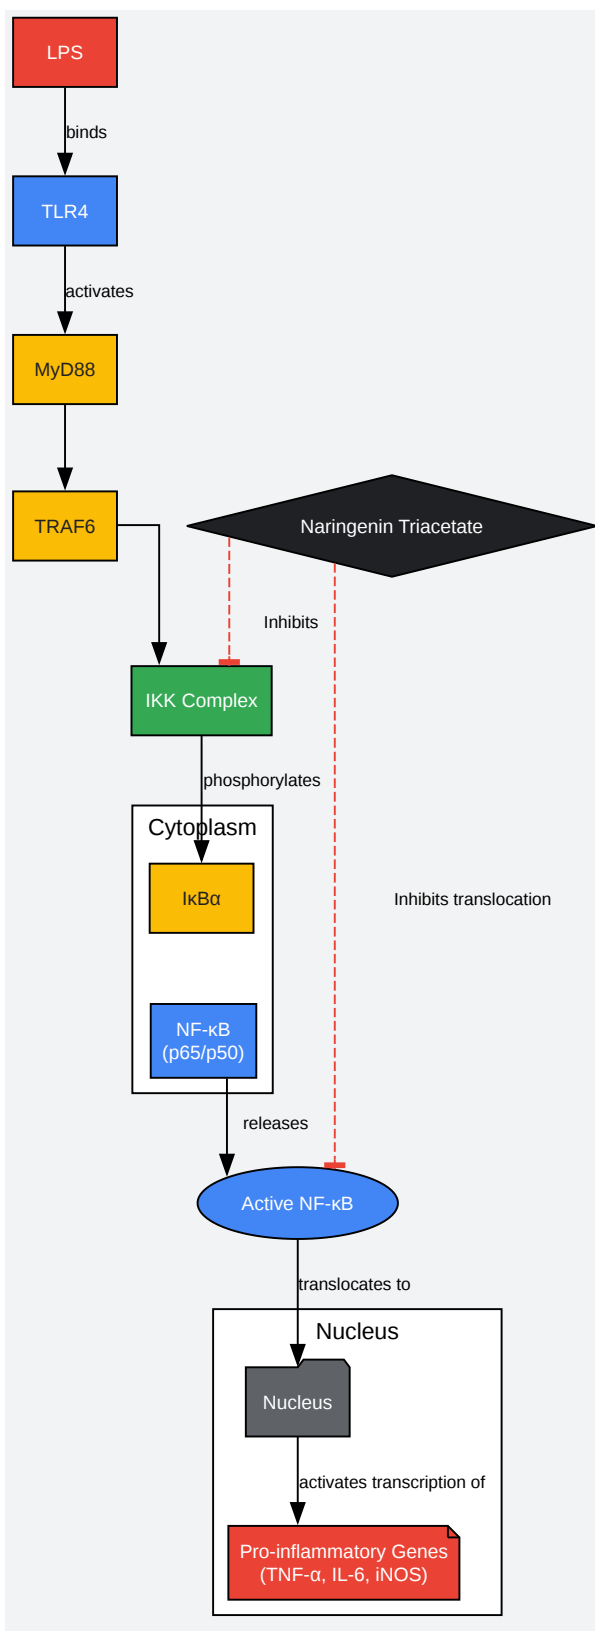 LPS
binds
TLR4
activates
MyD88
TRAF6
Naringenin Triacetate
Inhibits
IKK Complex
phosphorylates
Cytoplasm
IκBα
Inhibits translocation
NF-κB
(p65/p50)
releases
Active NF-κB
translocates to
Nucleus
Nucleus
activates transcription of
Pro-inflammatory Genes
(TNF-α, IL-6, iNOS)